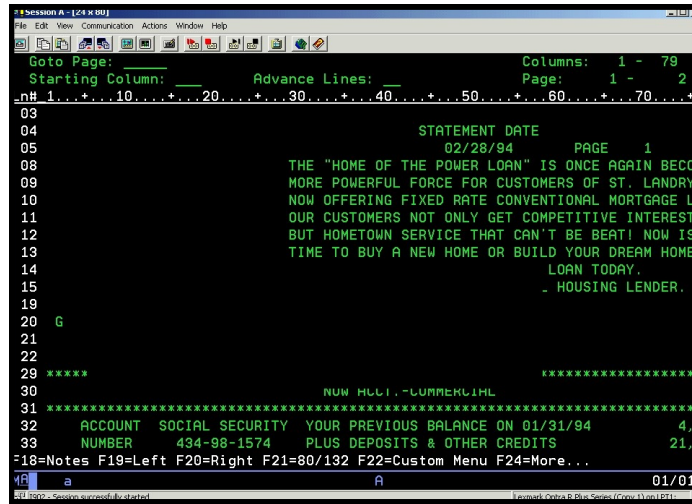 Session A - [24 x 80]
File Edit View Communication Actions Window Help
Goto Page: Columns: 1 - 79
Starting Column: Advance Lines: Page: 1 - 2
n# 1...+...10....+...20....+...30....+...40....+...50....+...60....+...70....+
03
04 STATEMENT DATE
05 02/28/94 PAGE 1
08 THE "HOME OF THE POWER LOAN" IS ONCE AGAIN BECO
09 MORE POWERFUL FORCE FOR CUSTOMERS OF ST. LANDRY
10 NOW OFFERING FIXED RATE CONVENTIONAL MORTGAGE L
11 OUR CUSTOMERS NOT ONLY GET COMPETITIVE INTEREST
12 BUT HOMETOWN SERVICE THAT CAN'T BE BEAT! NOW IS
13 TIME TO BUY A NEW HOME OR BUILD YOUR DREAM HOME
14 LOAN TODAY.
15 HOUSING LENDER.
19
20 G
21
22
29 ***** ******************
30 NOW ACCT.-COMMERCIAL
31 **************************************************************************
32 ACCOUNT SOCIAL SECURITY YOUR PREVIOUS BALANCE ON 01/31/94 4,
33 NUMBER 434-98-1574 PLUS DEPOSITS & OTHER CREDITS 21,
F18=Notes F19=Left F20=Right F21=80/132 F22=Custom Menu F24=More...
MA a A 01/01
I902 - Session successfully started Lexmark Optra R Plus Series (Copy 1) on LPT1: